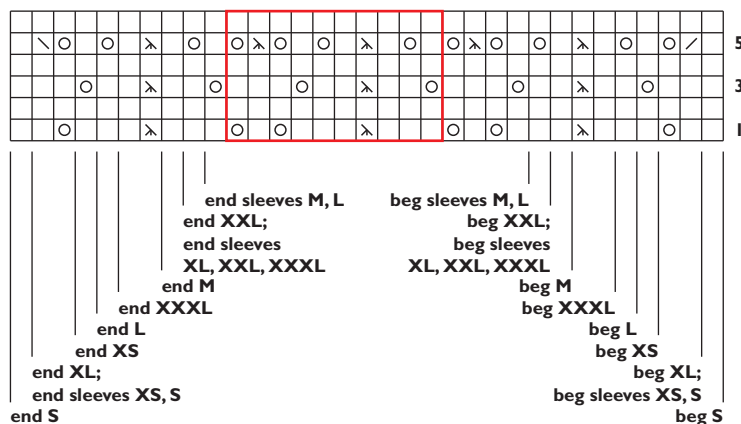 5
3
1
end sleeves M, L
beg sleeves M, L
end XXL;
beg XXL;
end sleeves
beg sleeves
XL, XXL, XXXL
XL, XXL, XXXL
end M
beg M
end XXXL
beg XXXL
end L
beg L
end XS
beg XS
end XL;
beg XL;
end sleeves XS, S
beg sleeves XS, S
end S
beg S